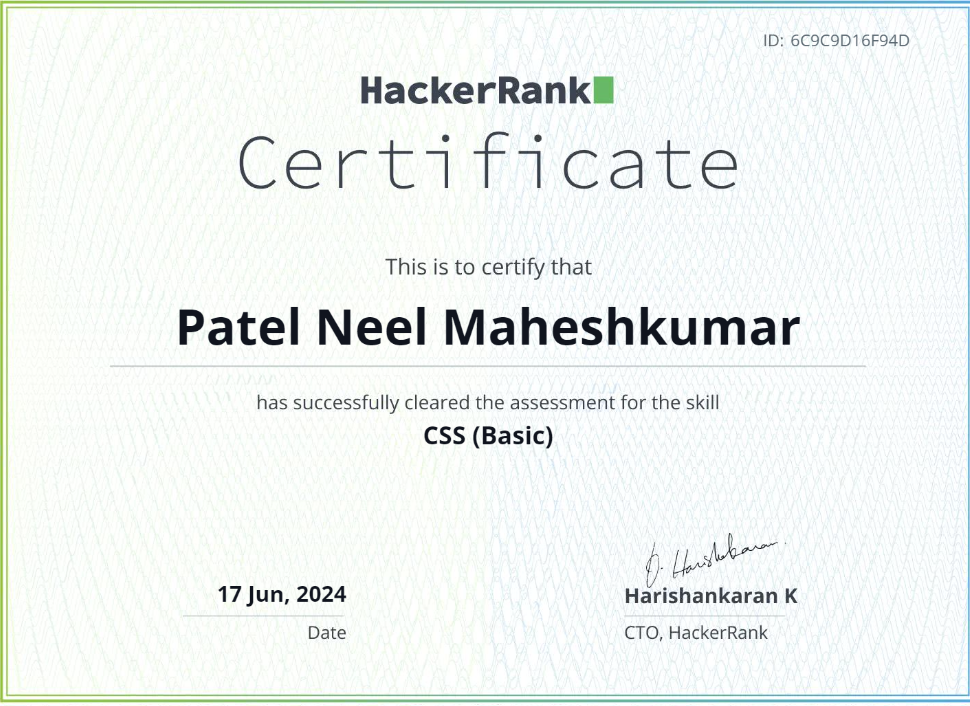 ID: 6C9C9D16F94D
HackerRank
Certificate
This is to certify that
Patel Neel Maheshkumar
has successfully cleared the assessment for the skill
CSS (Basic)
17 Jun, 2024
Date
Harishankaran K
CTO, HackerRank